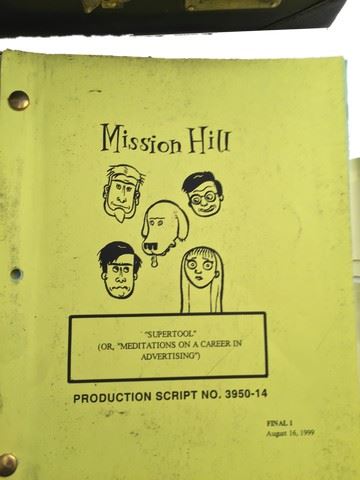 Mission Hill
"SUPERTOOL"
(OR, "MEDITATIONS ON A CAREER IN
ADVERTISING")
PRODUCTION SCRIPT NO. 3950-14
FINAL 1
August 16, 1999